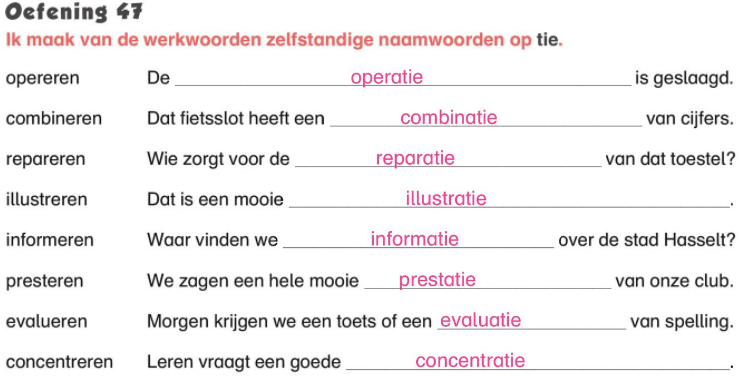 Oefening 47
Ik maak van de werkwoorden zelfstandige naamwoorden op tie.
opereren De operatie is geslaagd.
combineren Dat fietsslot heeft een combinatie van cijfers.
repareren Wie zorgt voor de reparatie van dat toestel?
illustreren Dat is een mooie illustratie.
informeren Waar vinden we informatie over de stad Hasselt?
presteren We zagen een hele mooie prestatie van onze club.
evalueren Morgen krijgen we een toets of een evaluatie van spelling.
concentreren Leren vraagt een goede concentratie.